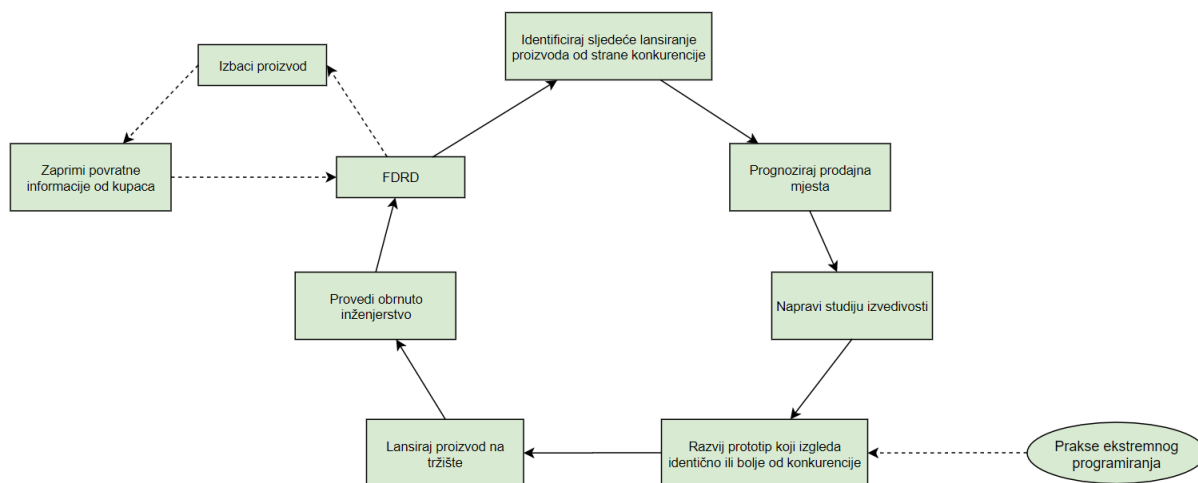 Identificiraj sljedeće lansiranje
proizvoda od strane konkurencije
Izbaci proizvod
Zaprimi povratne
informacije od kupaca
FDRD
Prognoziraj prodajna
mjesta
Provedi obrnuto
inženjerstvo
Napravi studiju izvedivosti
Lansiraj proizvod na
tržište
Razvij prototip koji izgleda
identično ili bolje od konkurencije
Prakse ekstremnog
programiranja